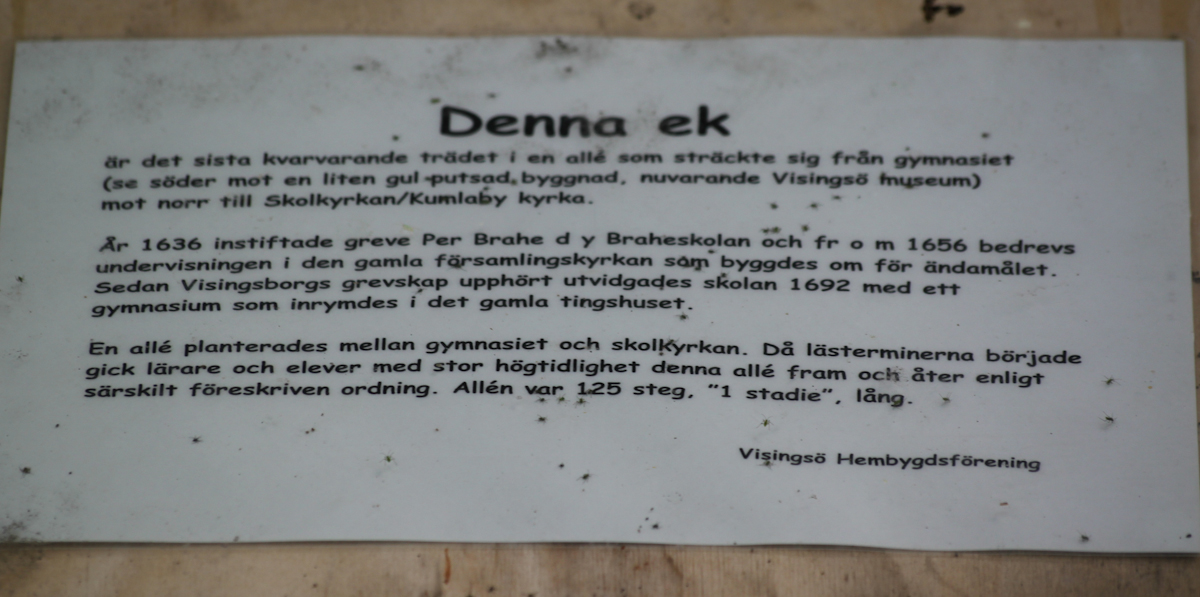 Denna ek
är det sista kvarvarande trädet i en allé som sträckte sig från gymnasiet
(se söder mot en liten gul-putsad byggnad, nuvarande Visingsö museum)
mot norr till Skolkyrkan/Kumlaby kyrka.
År 1636 instiftade greve Per Brahe d y Braheskolan och fr o m 1656 bedrevs
undervisningen i den gamla församlingskyrkan som byggdes om för ändamålet.
Sedan Visingsborgs grevskap upphört utvidgades skolan 1692 med ett
gymnasium som inrymdes i det gamla tingshuset.
En allé planterades mellan gymnasiet och skolkyrkan. Då lästerminerna började
gick lärare och elever med stor högtidlighet denna allé fram och åter enligt
särskilt föreskriven ordning. Allén var 125 steg, "1 stadie", lång.
Visingsö Hembygdsförening